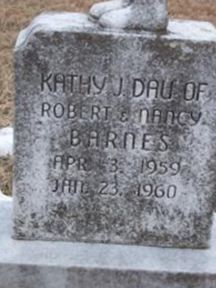 KATHY J. DAU. OF
ROBERT & NANCY
BARNES
APR. 3. 1959
JAN. 23. 1960